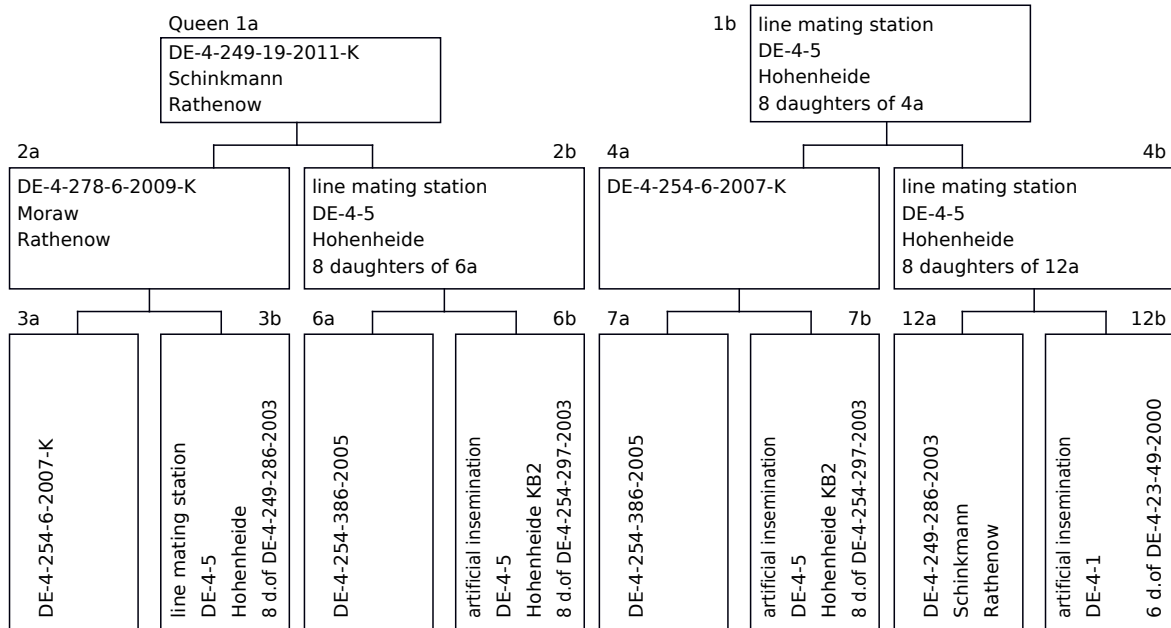 Queen 1a
DE-4-249-19-2011-K
Schinkmann
Rathenow
1b
line mating station
DE-4-5
Hohenheide
8 daughters of 4a
2a
DE-4-278-6-2009-K
Moraw
Rathenow
2b
line mating station
DE-4-5
Hohenheide
8 daughters of 6a
4a
DE-4-254-6-2007-K
4b
line mating station
DE-4-5
Hohenheide
8 daughters of 12a
3a
DE-4-254-6-2007-K
3b
line mating station
DE-4-5
Hohenheide
8 d.of DE-4-249-286-2003
6a
DE-4-254-386-2005
6b
artificial insemination
DE-4-5
Hohenheide KB2
8 d.of DE-4-254-297-2003
7a
DE-4-254-386-2005
7b
artificial insemination
DE-4-5
Hohenheide KB2
8 d.of DE-4-254-297-2003
12a
DE-4-249-286-2003
Schinkmann
Rathenow
12b
artificial insemination
DE-4-1
6 d.of DE-4-23-49-2000